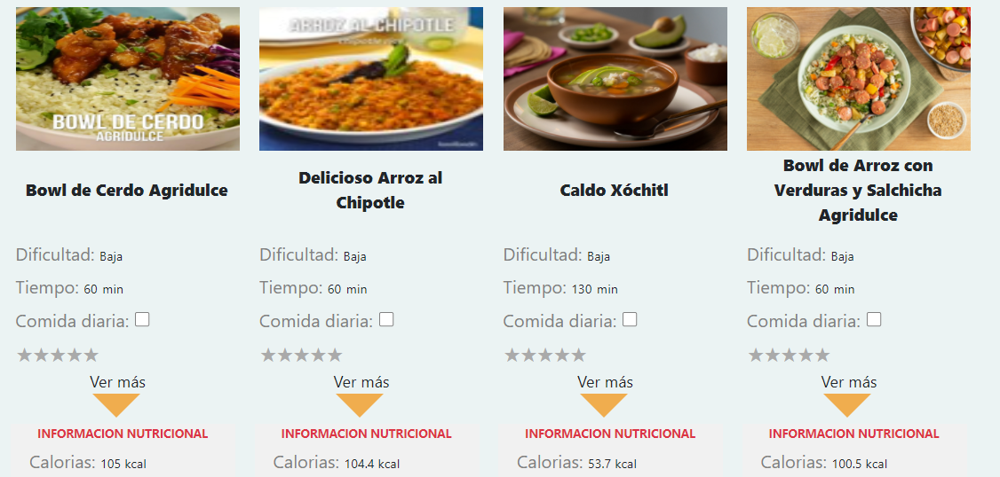 BOWL DE CERDO
AGRIDULCE
ARROZ AL CHIPOTLE
Bowl de Cerdo Agridulce
Delicioso Arroz al
Chipotle
Caldo Xóchitl
Bowl de Arroz con
Verduras y Salchicha
Agridulce
Dificultad: Baja
Dificultad: Baja
Dificultad: Baja
Dificultad: Baja
Tiempo: 60 min
Tiempo: 60 min
Tiempo: 130 min
Tiempo: 60 min
Comida diaria:
Comida diaria:
Comida diaria:
Comida diaria:
Ver más
Ver más
Ver más
Ver más
INFORMACION NUTRICIONAL
INFORMACION NUTRICIONAL
INFORMACION NUTRICIONAL
INFORMACION NUTRICIONAL
Calorias: 105 kcal
Calorias: 104.4 kcal
Calorias: 53.7 kcal
Calorias: 100.5 kcal